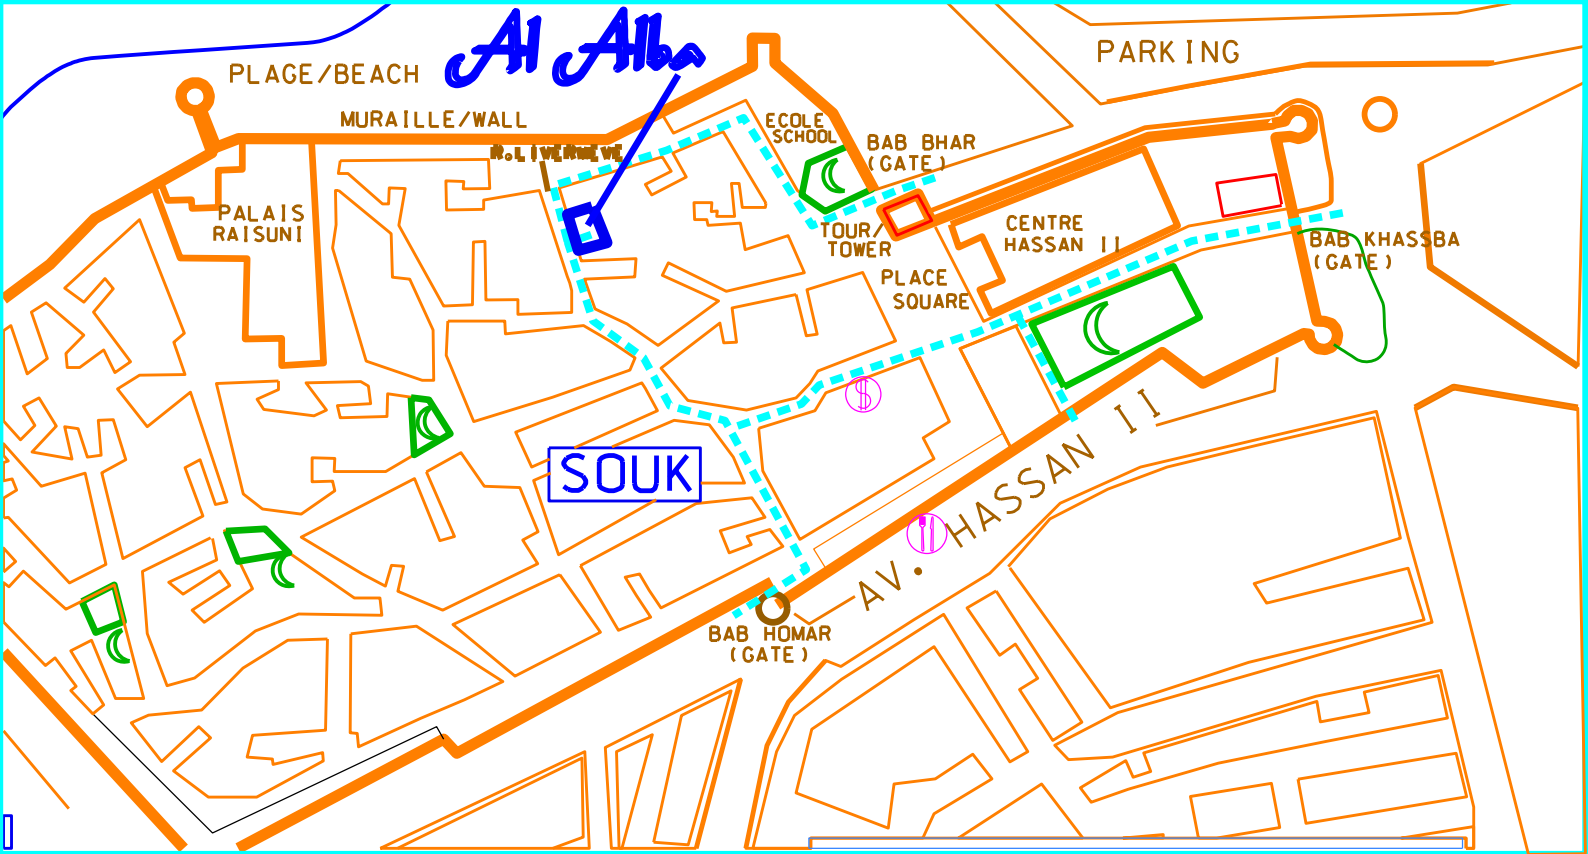 Al Alba
PARKING
PLAGE/BEACH
MURAILLE/WALL
ECOLE
SCHOOL
BAB BHAR
(GATE)
PALAIS
RAISUNI
TOUR/
TOWER
CENTRE
HASSAN II
BAB KHASSBA
(GATE)
PLACE
SQUARE
$
SOUK
AV. HASSAN II
BAB HOMAR
(GATE)